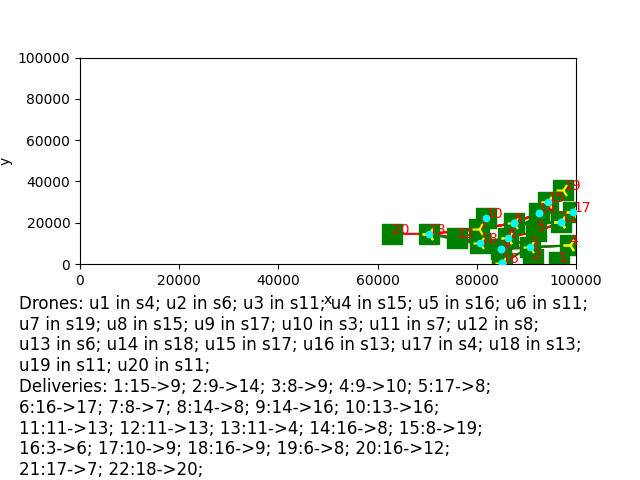 100000
80000
60000
40000
20000
0
y
0 20000 40000 60000 80000 100000
x
19
17
10
20
Drones: u1 in s4; u2 in s6; u3 in s11; u4 in s15; u5 in s16; u6 in s11;
u7 in s19; u8 in s15; u9 in s17; u10 in s3; u11 in s7; u12 in s8;
u13 in s6; u14 in s18; u15 in s17; u16 in s13; u17 in s4; u18 in s13;
u19 in s11; u20 in s11;
Deliveries: 1:15->9; 2:9->14; 3:8->9; 4:9->10; 5:17->8;
6:16->17; 7:8->7; 8:14->8; 9:14->16; 10:13->16;
11:11->13; 12:11->13; 13:11->4; 14:16->8; 15:8->19;
16:3->6; 17:10->9; 18:16->9; 19:6->8; 20:16->12;
21:17->7; 22:18->20;